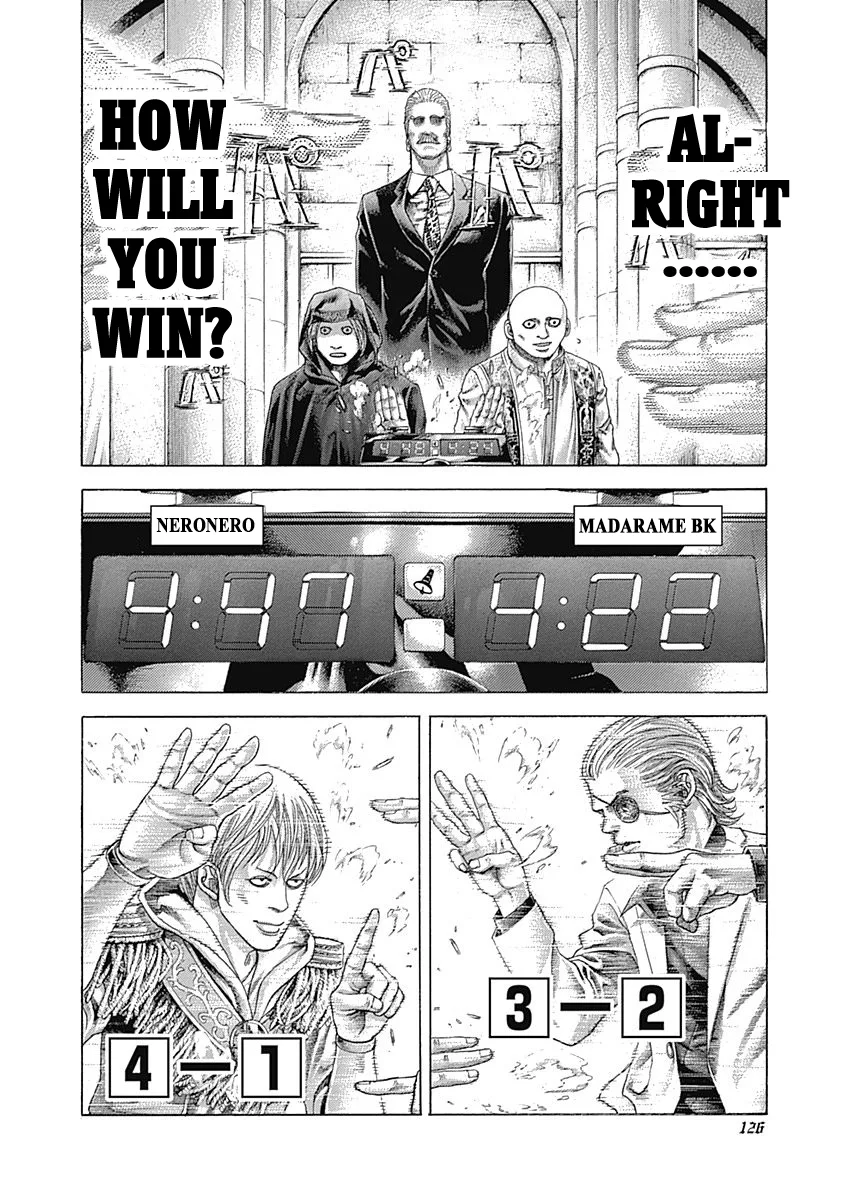 AL-
RIGHT
••••••
HOW
WILL
YOU
WIN?
NERONERO
MADARAME BK
4:47
4:22
4 — 1
3 — 2
126